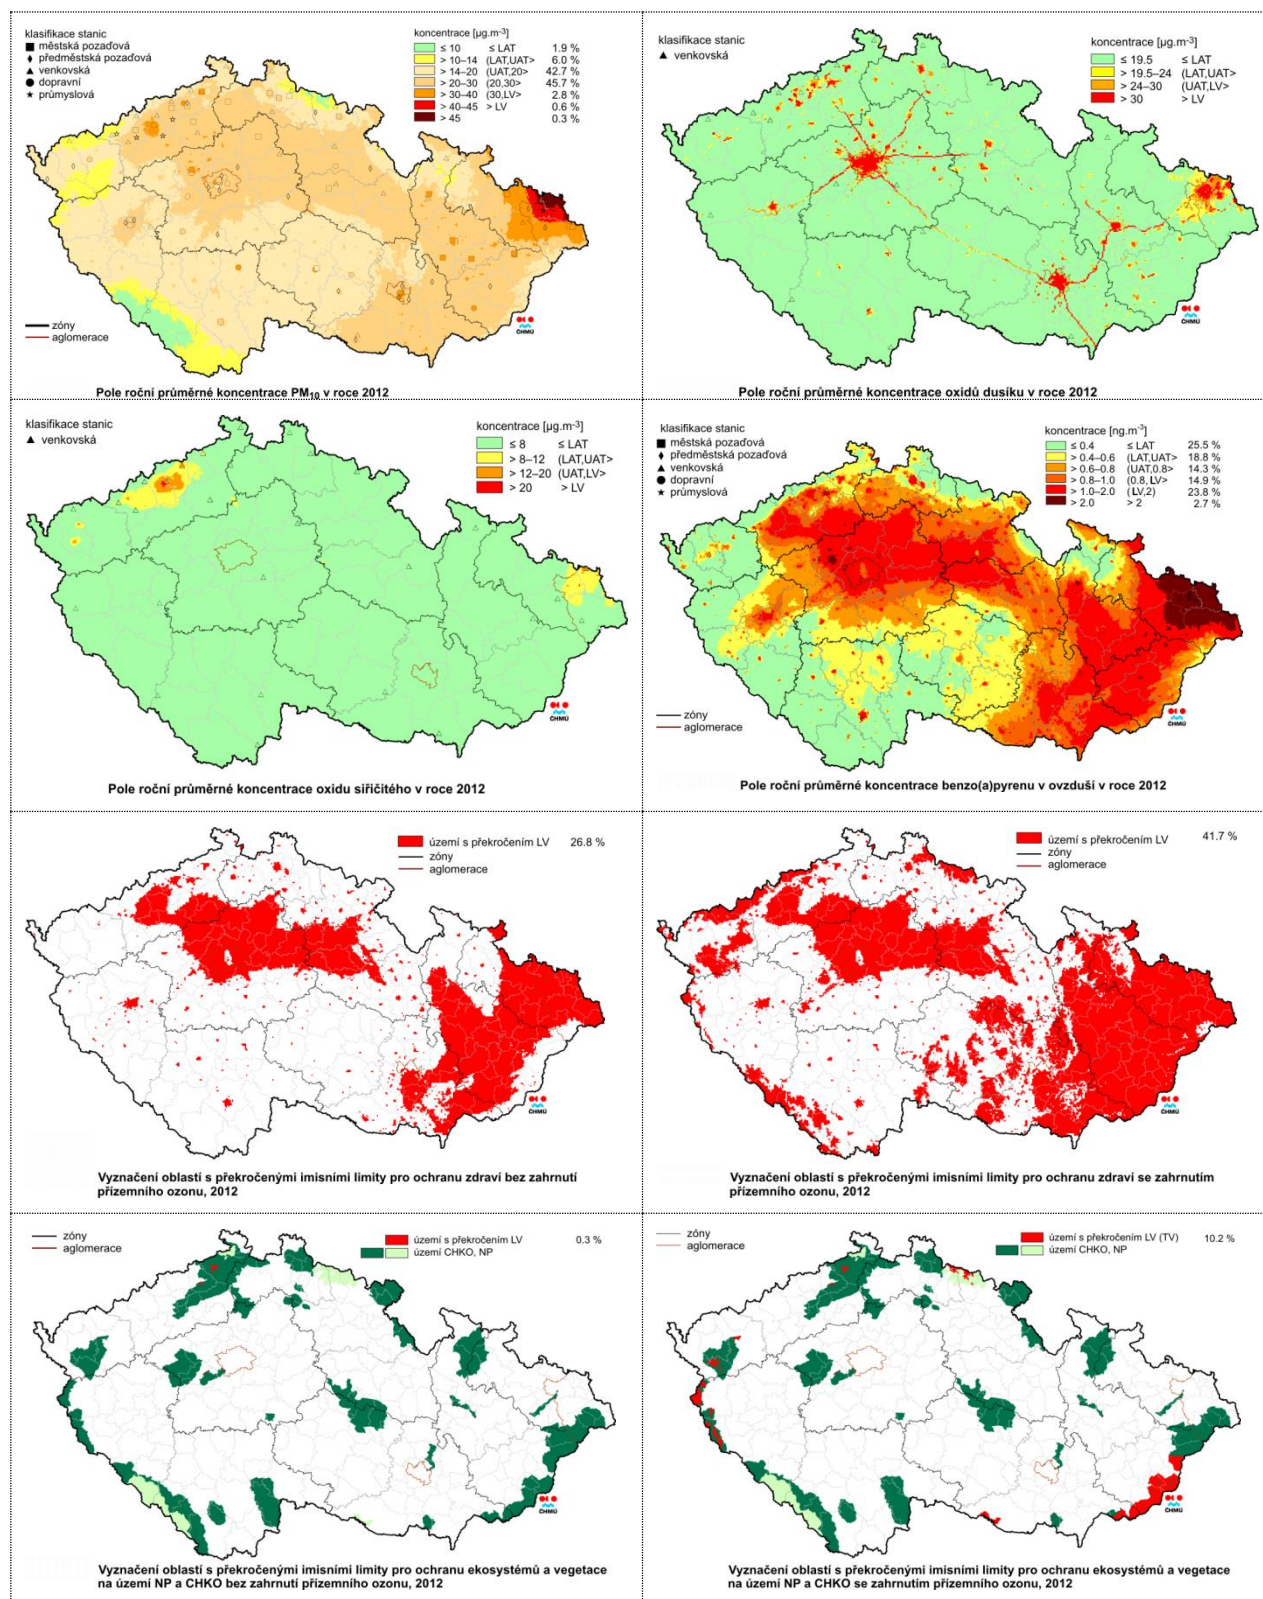 klasifikace stanic
městská pozaďová
předměstská pozaďová
venkovská
dopravní
průmyslová
koncentrace [µg.m-3]
≤ 10 ≤ LAT 1.9 %
> 10–14 (LAT,UAT> 6.0 %
> 14–20 (UAT,20> 42.7 %
> 20–30 (20,30> 45.7 %
> 30–40 (30,LV> 2.8 %
> 40–45 > LV 0.6 %
> 45 0.3 %
zóny
aglomerace
ČHMÚ
Pole roční průměrné koncentrace PM10 v roce 2012
klasifikace stanic
venkovská
koncentrace [µg.m-3]
≤ 19.5 ≤ LAT
> 19.5–24 (LAT,UAT>
> 24–30 (UAT,LV>
> 30 > LV
ČHMÚ
Pole roční průměrné koncentrace oxidů dusíku v roce 2012
klasifikace stanic
venkovská
koncentrace [µg.m-3]
≤ 8 ≤ LAT
> 8–12 (LAT,UAT>
> 12–20 (UAT,LV>
> 20 > LV
ČHMÚ
Pole roční průměrné koncentrace oxidu siřičitého v roce 2012
klasifikace stanic
městská pozaďová
předměstská pozaďová
venkovská
dopravní
průmyslová
koncentrace [ng.m-3]
≤ 0.4 ≤ LAT 25.5 %
> 0.4–0.6 (LAT,UAT> 18.8 %
> 0.6–0.8 (UAT,0.8> 14.3 %
> 0.8–1.0 (0.8, LV> 14.9 %
> 1.0–2.0 (LV,2) 23.8 %
> 2.0 > 2 2.7 %
zóny
aglomerace
ČHMÚ
Pole roční průměrné koncentrace benzo(a)pyrenu v ovzduší v roce 2012
území s překročením LV 26.8 %
zóny
aglomerace
ČHMÚ
Vyznačení oblastí s překročenými imisními limity pro ochranu zdraví bez zahrnutí
přízemního ozonu, 2012
území s překročením LV 41.7 %
zóny
aglomerace
ČHMÚ
Vyznačení oblastí s překročenými imisními limity pro ochranu zdraví se zahrnutím
přízemního ozonu, 2012
zóny
aglomerace
území s překročením LV 0.3 %
území CHKO, NP
ČHMÚ
Vyznačení oblastí s překročenými imisními limity pro ochranu ekosystémů a vegetace
na území NP a CHKO bez zahrnutí přízemního ozonu, 2012
zóny
aglomerace
území s překročením LV (TV) 10.2 %
území CHKO, NP
ČHMÚ
Vyznačení oblastí s překročenými imisními limity pro ochranu ekosystémů a vegetace
na území NP a CHKO se zahrnutím přízemního ozonu, 2012